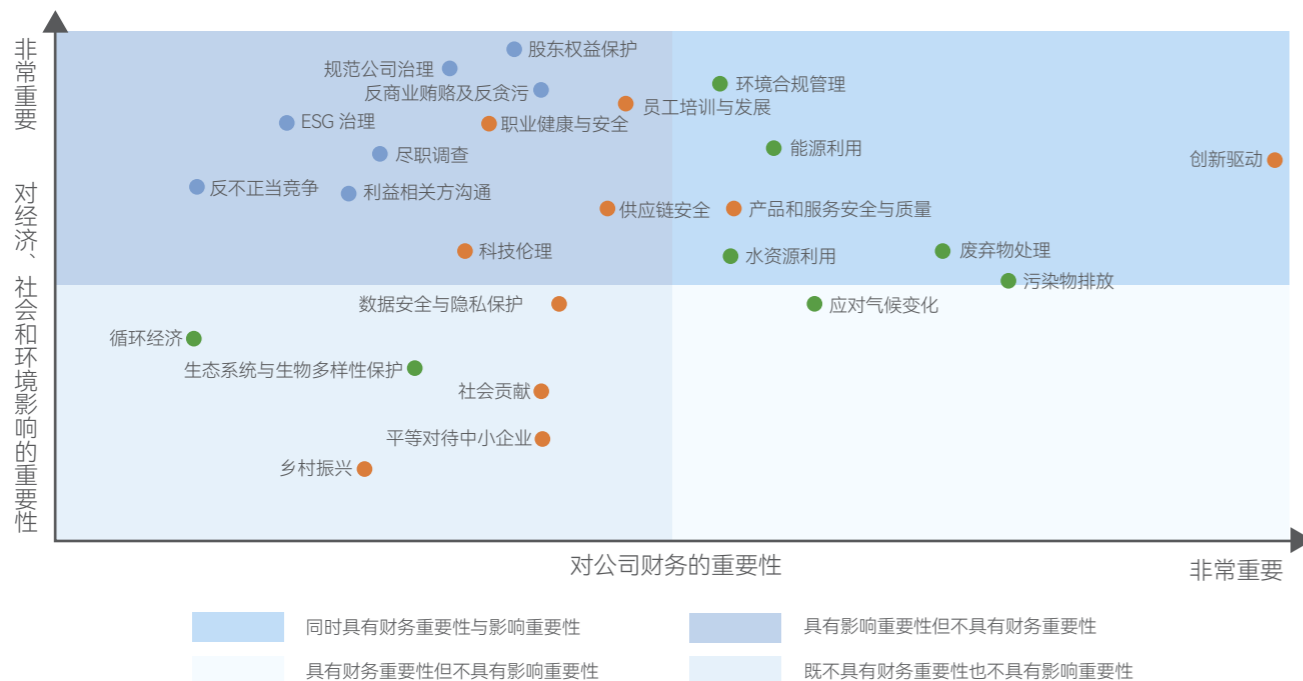 非常重要
对经济、社会和环境影响的重要性
股东权益保护
规范公司治理
环境合规管理
反商业贿赂及反贪污
员工培训与发展
ESG 治理
职业健康与安全
能源利用
尽职调查
创新驱动
反不正当竞争
利益相关方沟通
供应链安全
产品和服务安全与质量
科技伦理
水资源利用
废弃物处理
污染物排放
数据安全与隐私保护
应对气候变化
循环经济
生态系统与生物多样性保护
社会贡献
平等对待中小企业
乡村振兴
对公司财务的重要性
非常重要
同时具有财务重要性与影响重要性
具有影响重要性但不具有财务重要性
具有财务重要性但不具有影响重要性
既不具有财务重要性也不具有影响重要性